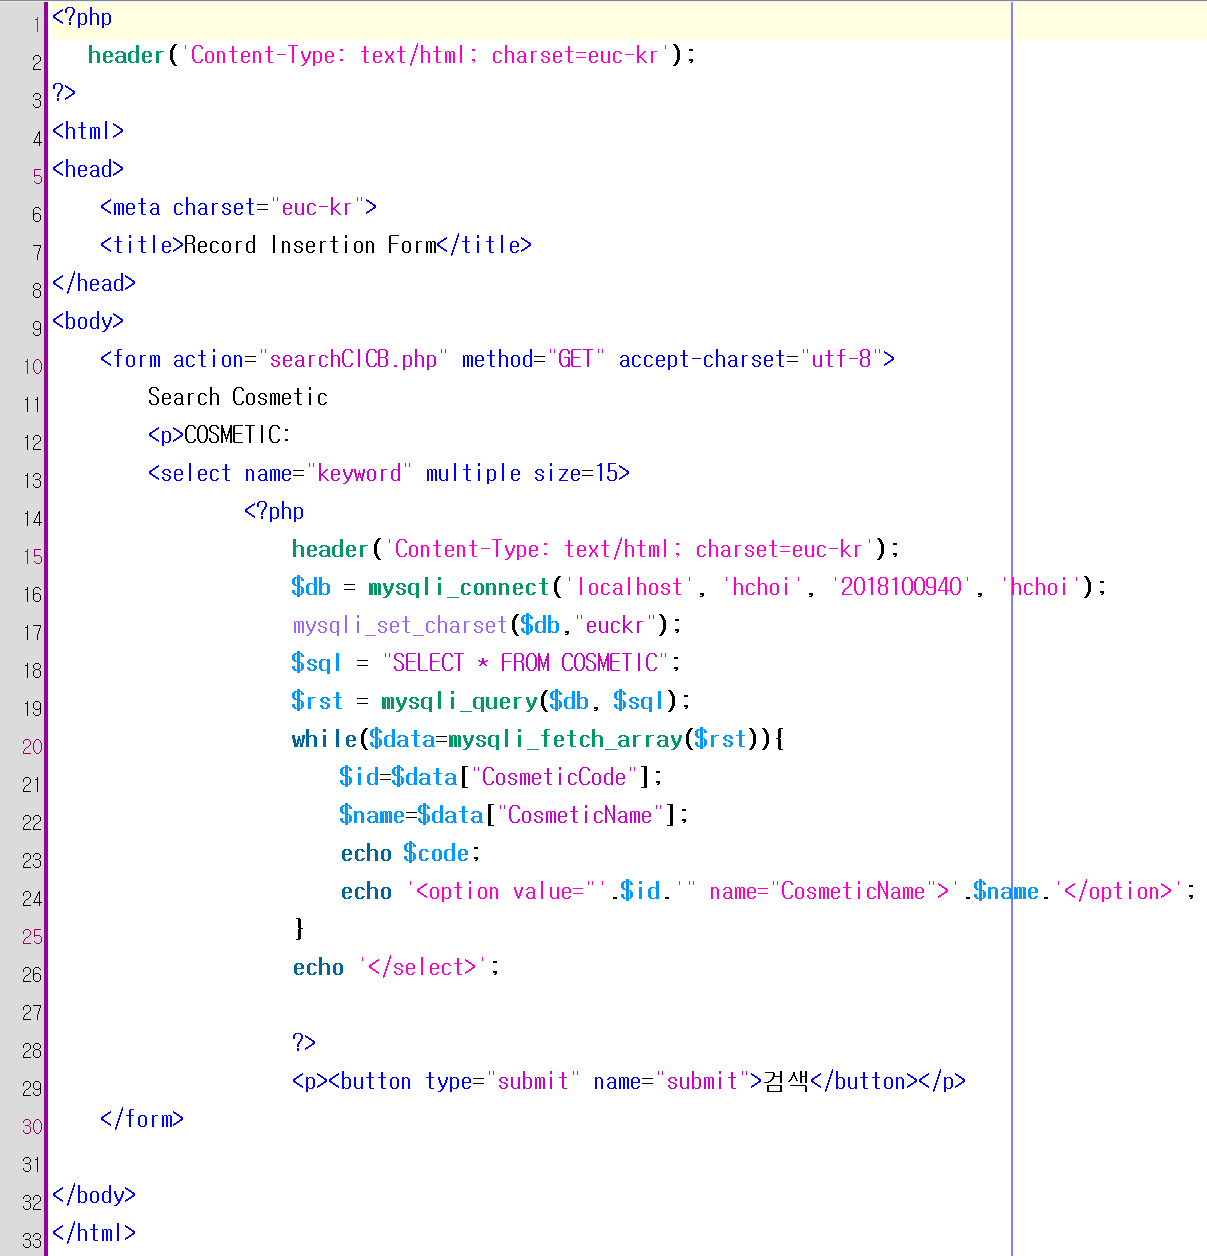 1 <?php
2 header('Content-Type: text/html; charset=euc-kr');
3 ?>
4 <html>
5 <head>
6 <meta charset="euc-kr">
7 <title>Record Insertion Form</title>
8 </head>
9 <body>
10 <form action="searchCICB.php" method="GET" accept-charset="utf-8">
11 Search Cosmetic
12 <p>COSMETIC:
13 <select name="keyword" multiple size=15>
14 <?php
15 header('Content-Type: text/html; charset=euc-kr');
16 $db = mysqli_connect('localhost', 'hchoi', '2018100940', 'hchoi');
17 mysqli_set_charset($db,"euckr");
18 $sql = "SELECT * FROM COSMETIC";
19 $rst = mysqli_query($db, $sql);
20 while($data=mysqli_fetch_array($rst)){
21 $id=$data["CosmeticCode"];
22 $name=$data["CosmeticName"];
23 echo $code;
24 echo '<option value="'.$id.'" name="CosmeticName">'.$name.'</option>';
25 }
26 echo '</select>';
27
28 ?>
29 <p><button type="submit" name="submit">검색</button></p>
30 </form>
31
32 </body>
33 </html>